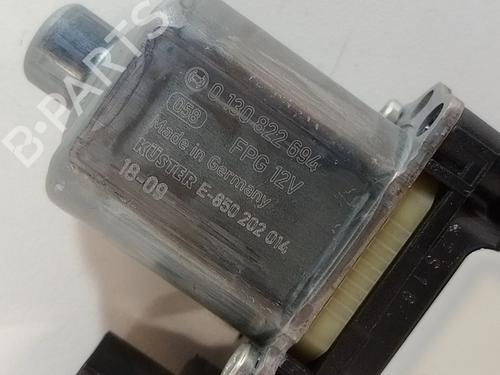 B-PARTS
0 130 822 694
058
FPG 12V
Made in Germany
KÜSTER E-850 202 014
18-09